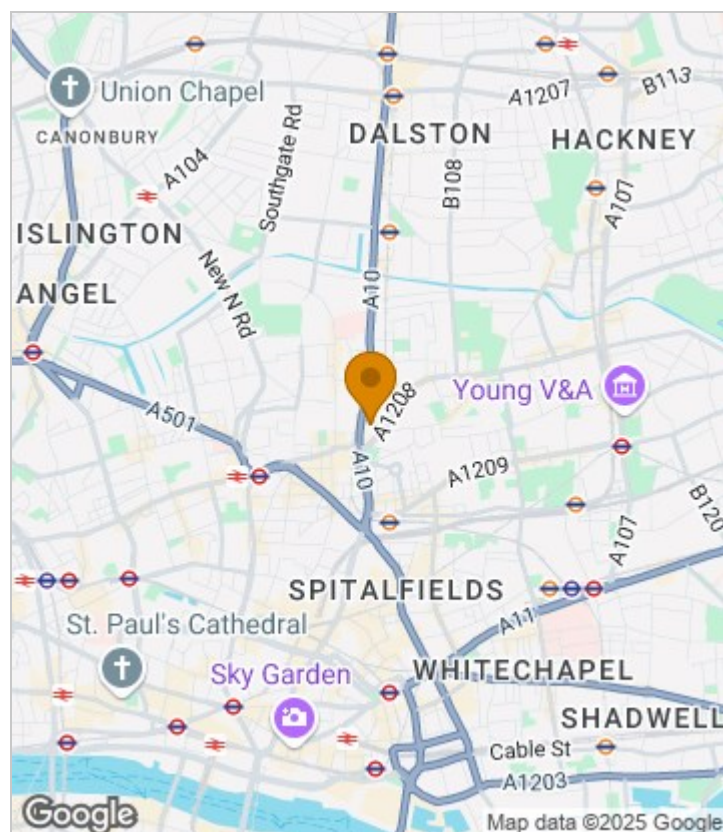 Union Chapel
CANONBURY
A104
Southgate Rd
DALSTON
A1207
B113
HACKNEY
B108
A107
ISLINGTON
ANGEL
New N Rd
A10
A501
A1208
Young V&A
A10
A1209
B120
A107
SPITALFIELDS
A11
St. Paul's Cathedral
Sky Garden
WHITECHAPEL
SHADWELL
Cable St
A1203
Google
Map data ©2025 Google